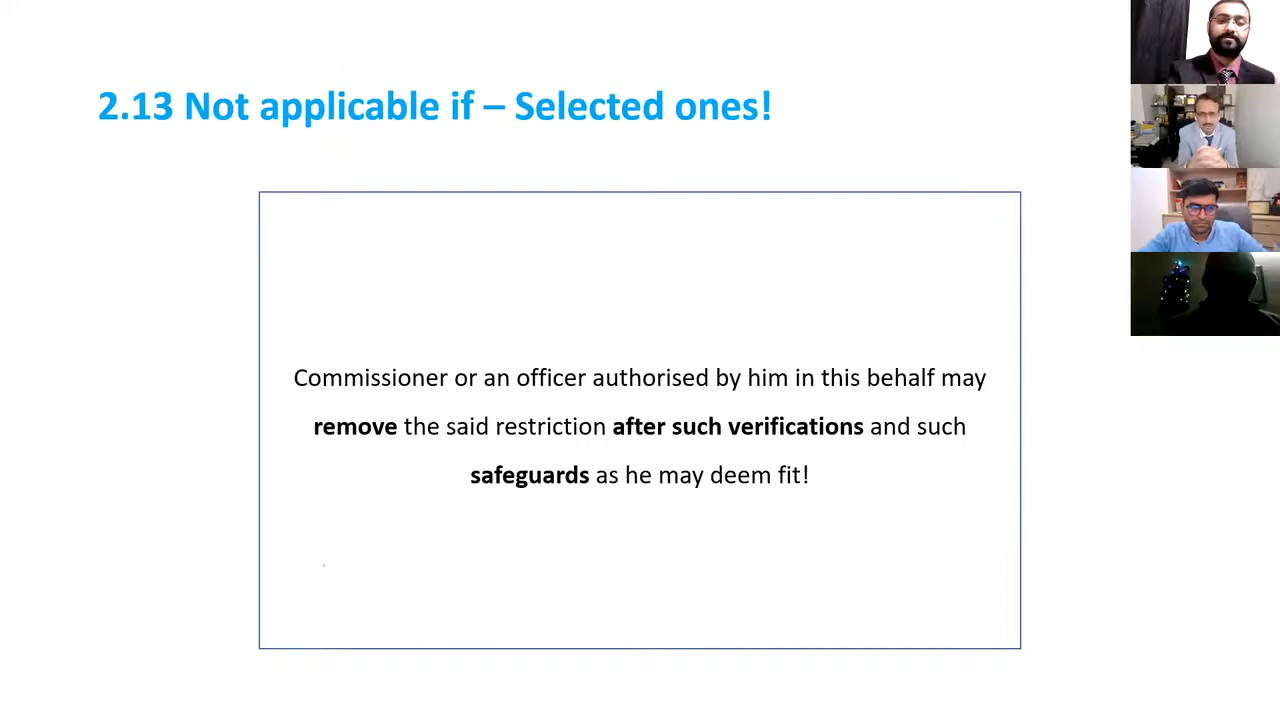 2.13 Not applicable if – Selected ones!
Commissioner or an officer authorised by him in this behalf may
remove the said restriction after such verifications and such
safeguards as he may deem fit!